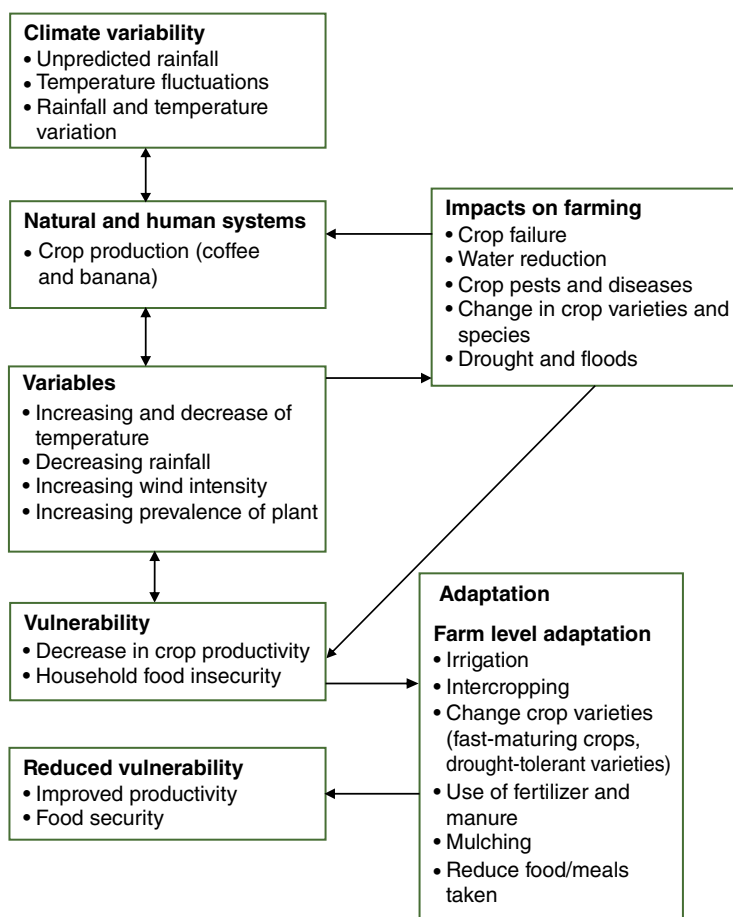 Climate variability
• Unpredicted rainfall
• Temperature fluctuations
• Rainfall and temperature
variation
Natural and human systems
• Crop production (coffee
and banana)
Impacts on farming
• Crop failure
• Water reduction
• Crop pests and diseases
• Change in crop varieties and
species
• Drought and floods
Variables
• Increasing and decrease of
temperature
• Decreasing rainfall
• Increasing wind intensity
• Increasing prevalence of plant
Vulnerability
• Decrease in crop productivity
• Household food insecurity
Adaptation
Farm level adaptation
• Irrigation
• Intercropping
• Change crop varieties
(fast-maturing crops,
drought-tolerant varieties)
• Use of fertilizer and
manure
• Mulching
• Reduce food/meals
taken
Reduced vulnerability
• Improved productivity
• Food security